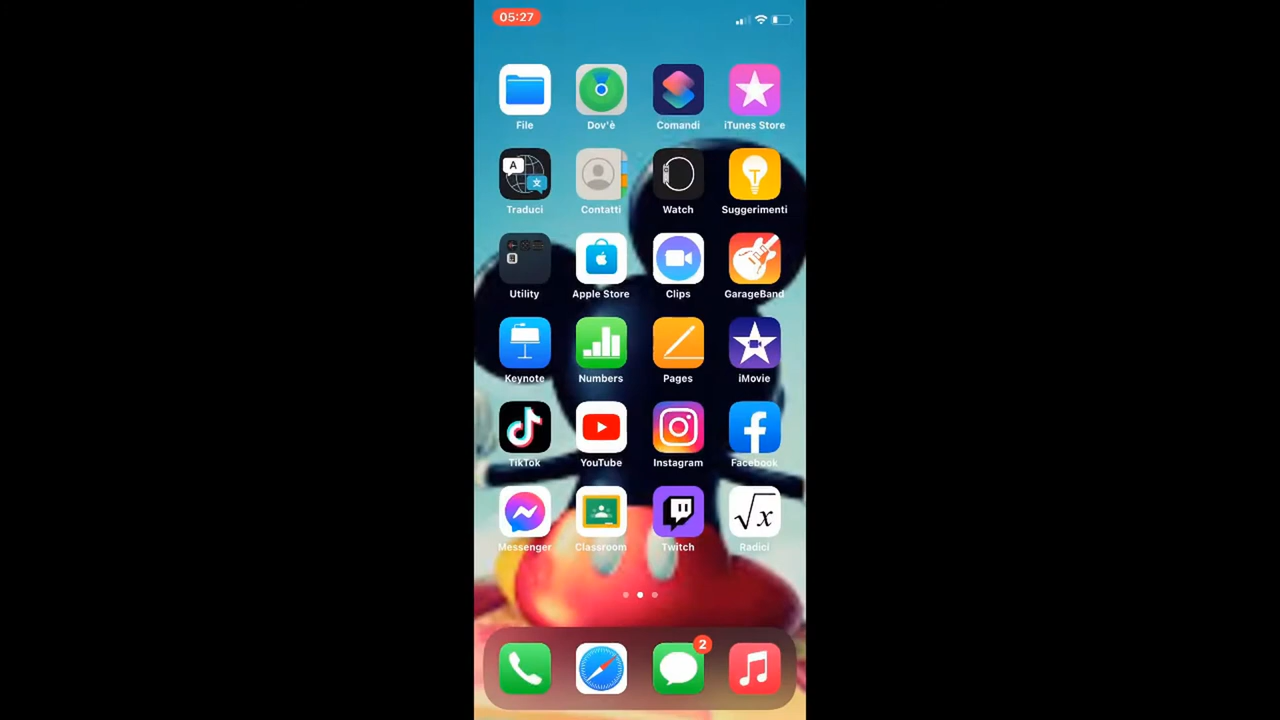 05:27
File Dov'è Comandi iTunes Store
A 文
Traduci Contatti Watch Suggerimenti
Utility Apple Store Clips GarageBand
Keynote Numbers Pages iMovie
TikTok YouTube Instagram Facebook
√x
Messenger Classroom Twitch Radici
2